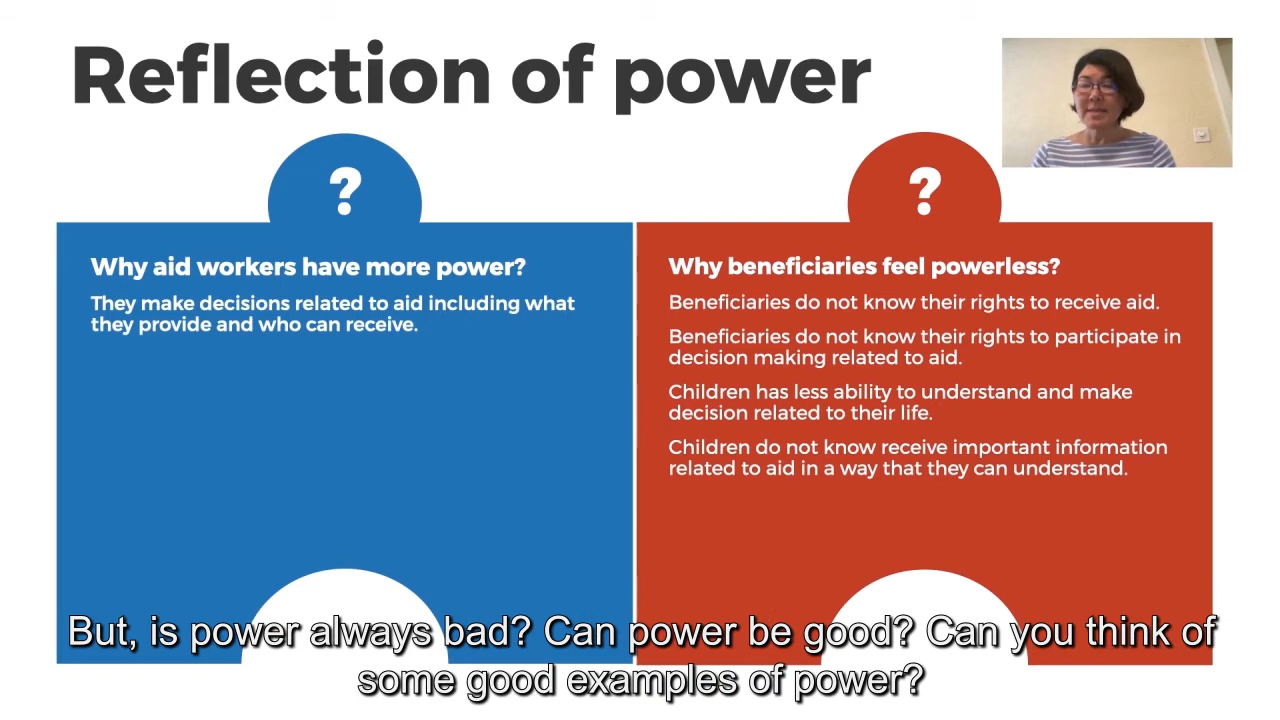 Reflection of power
?
?
Why aid workers have more power?
They make decisions related to aid including what
they provide and who can receive.
Why beneficiaries feel powerless?
Beneficiaries do not know their rights to receive aid.
Beneficiaries do not know their rights to participate in
decision making related to aid.
Children has less ability to understand and make
decision related to their life.
Children do not know receive important information
related to aid in a way that they can understand.
But, is power always bad? Can power be good? Can you think of
some good examples of power?